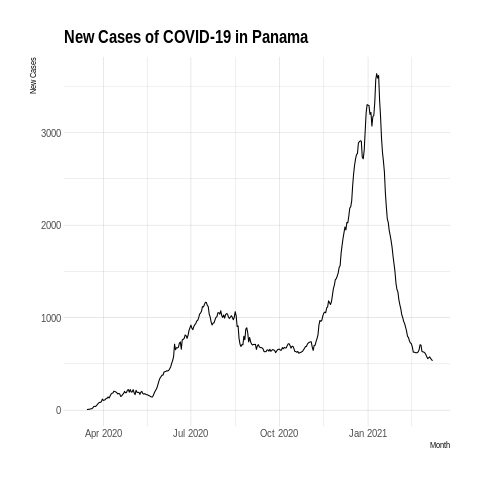 New Cases of COVID-19 in Panama
New Cases
3000
2000
1000
0
Apr 2020
Jul 2020
Oct 2020
Jan 2021
Month